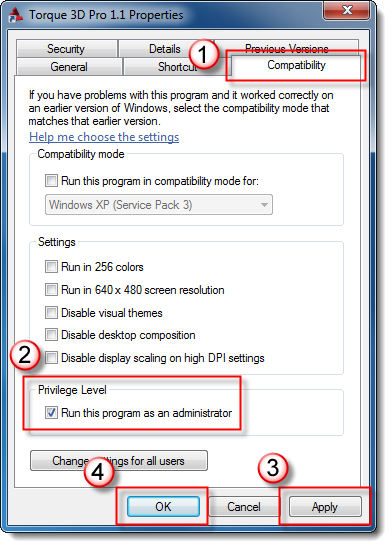 Torque 3D Pro 1.1 Properties
Security Details Previous Versions
General Shortcut Compatibility
1
If you have problems with this program and it worked correctly on
an earlier version of Windows, select the compatibility mode that
matches that earlier version.
Help me choose the settings
Compatibility mode
Run this program in compatibility mode for:
Windows XP (Service Pack 3)
Settings
Run in 256 colors
Run in 640 x 480 screen resolution
Disable visual themes
Disable desktop composition
2
Disable display scaling on high DPI settings
Privilege Level
Run this program as an administrator
Change settings for all users
4
3
OK Cancel Apply